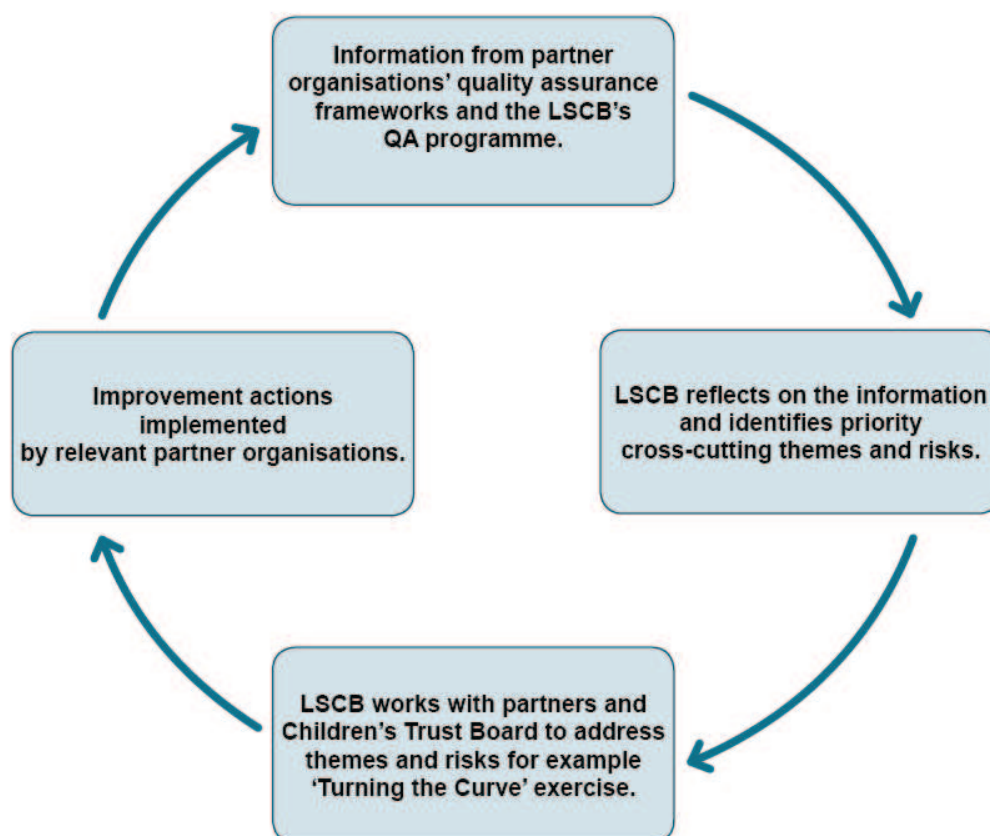 Information from partner
organisations’ quality assurance
frameworks and the LSCB’s
QA programme.
LSCB reflects on the information
and identifies priority
cross-cutting themes and risks.
LSCB works with partners and
Children’s Trust Board to address
themes and risks for example
‘Turning the Curve’ exercise.
Improvement actions
implemented
by relevant partner organisations.